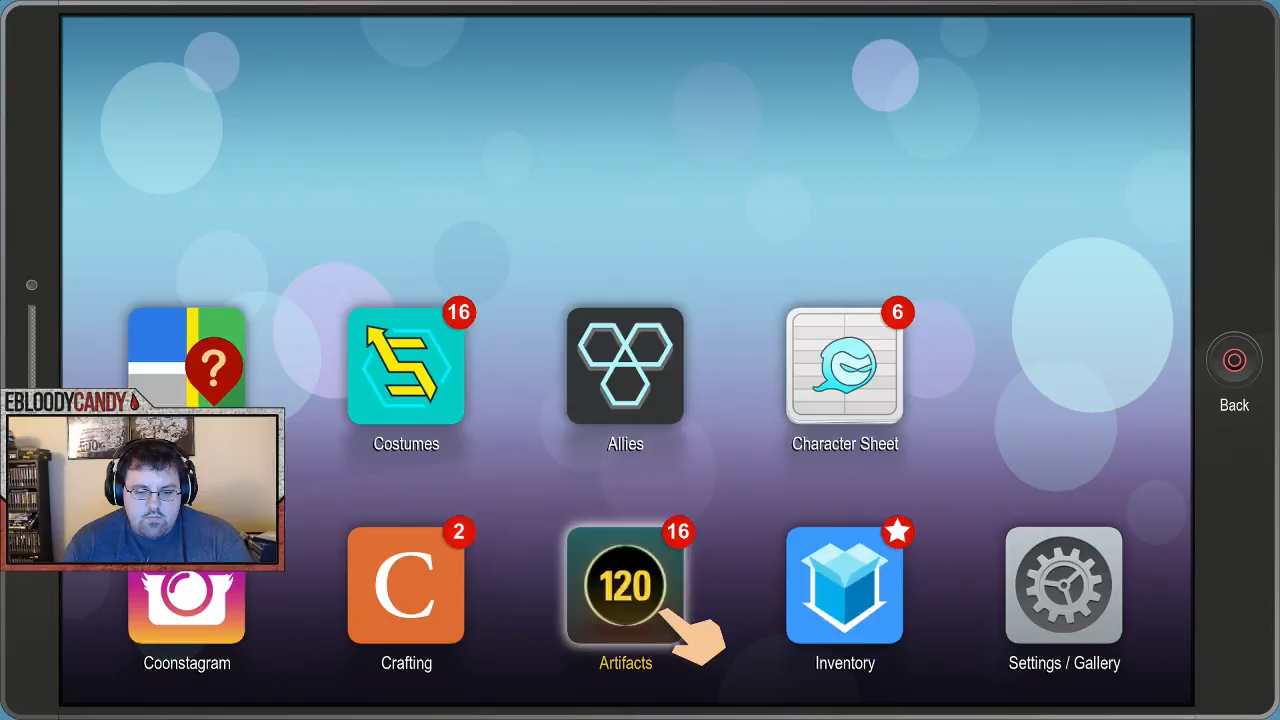 16
6
?
Back
EBLOODYCANDY
Costumes
Allies
Character Sheet
2
16
C
120
Coonstagram
Crafting
Artifacts
Inventory
Settings / Gallery